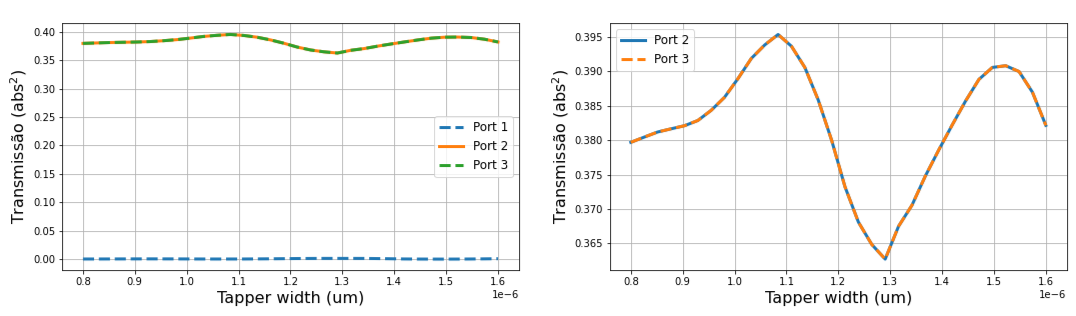 Transmissão (abs²)
0.40
0.35
0.30
0.25
0.20
0.15
0.10
0.05
0.00
Port 1
Port 2
Port 3
0.8 0.9 1.0 1.1 1.2 1.3 1.4 1.5 1.6
1e−6
Tapper width (um)
Transmissão (abs²)
0.395
0.390
0.385
0.380
0.375
0.370
0.365
Port 2
Port 3
0.8 0.9 1.0 1.1 1.2 1.3 1.4 1.5 1.6
1e−6
Tapper width (um)